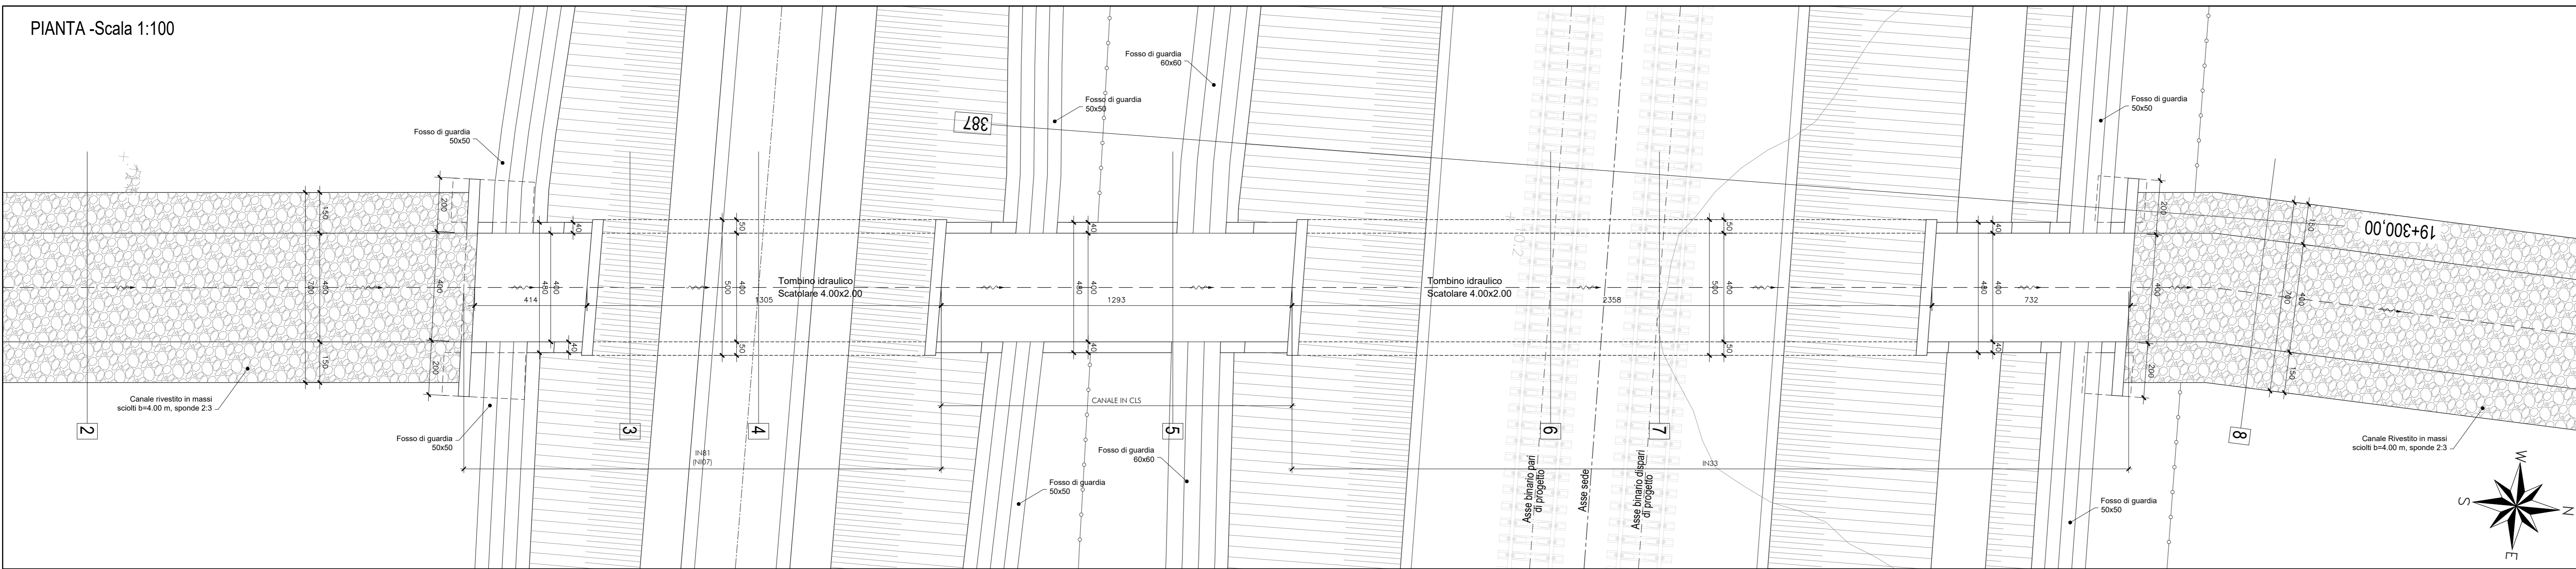 PIANTA -Scala 1:100
Fosso di guardia
50x50
Fosso di guardia
50x50
Fosso di guardia
60x60
Fosso di guardia
50x50
387
19+300,00
150
700
400
150
200
400
200
414
480
400
40
40
500
400
50
50
Tombino idraulico
Scatolare 4.00x2.00
1305
480
400
40
40
1293
Tombino idraulico
Scatolare 4.00x2.00
2358
500
400
50
50
480
400
40
40
732
200
400
200
150
700
400
150
Canale rivestito in massi
sciolti b=4.00 m, sponde 2:3
CANALE IN CLS
2
3
4
5
6
7
8
Fosso di guardia
50x50
IN81
(NI07)
Fosso di guardia
60x60
Fosso di guardia
50x50
IN33
Asse binario pari
di progetto
Asse sede
Asse binario dispari
di progetto
Fosso di guardia
50x50
Canale Rivestito in massi
sciolti b=4.00 m, sponde 2:3
W
S
N
E